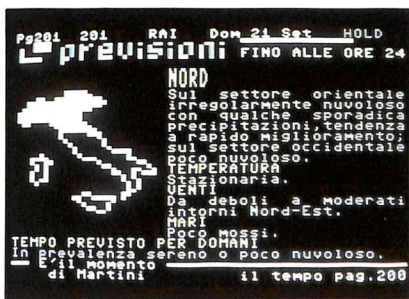 Pg201 201 RAI Dom 21 Set HOLD
previsioni FINO ALLE ORE 24
NORD
Sul settore orientale
irregolarmente nuvoloso
con qualche sporadica
precipitazioni, tendenza
a rapido miglioramento;
sul settore occidentale
poco nuvoloso.
TEMPERATURA
Stazionaria.
VENTI
Da deboli a moderati
intorni Nord-Est.
MARI
Poco mossi.
TEMPO PREVISTO PER DOMANI
In prevalenza sereno o poco nuvoloso.
E'il momento
di Martini
il tempo pag.200